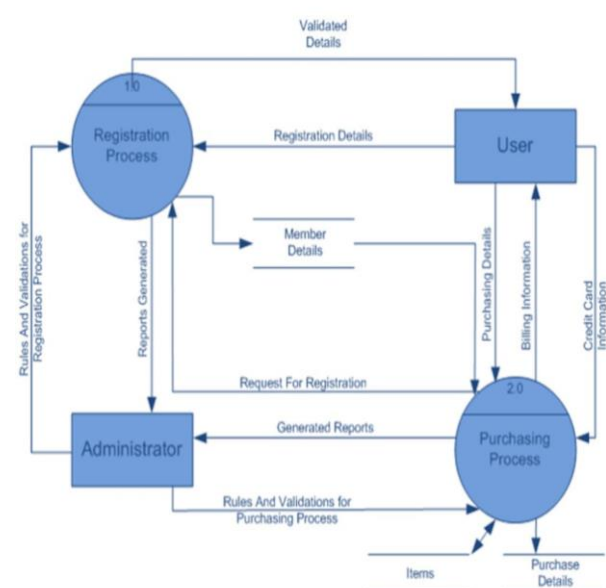 Validated
Details
1.0
Registration
Process
Registration Details
User
Member
Details
Rules And Validations for
Registration Process
Reports Generated
Purchasing Details
Billing Information
Credit Card
Information
Request For Registration
2.0
Administrator
Generated Reports
Purchasing
Process
Rules And Validations for
Purchasing Process
Items
Purchase
Details